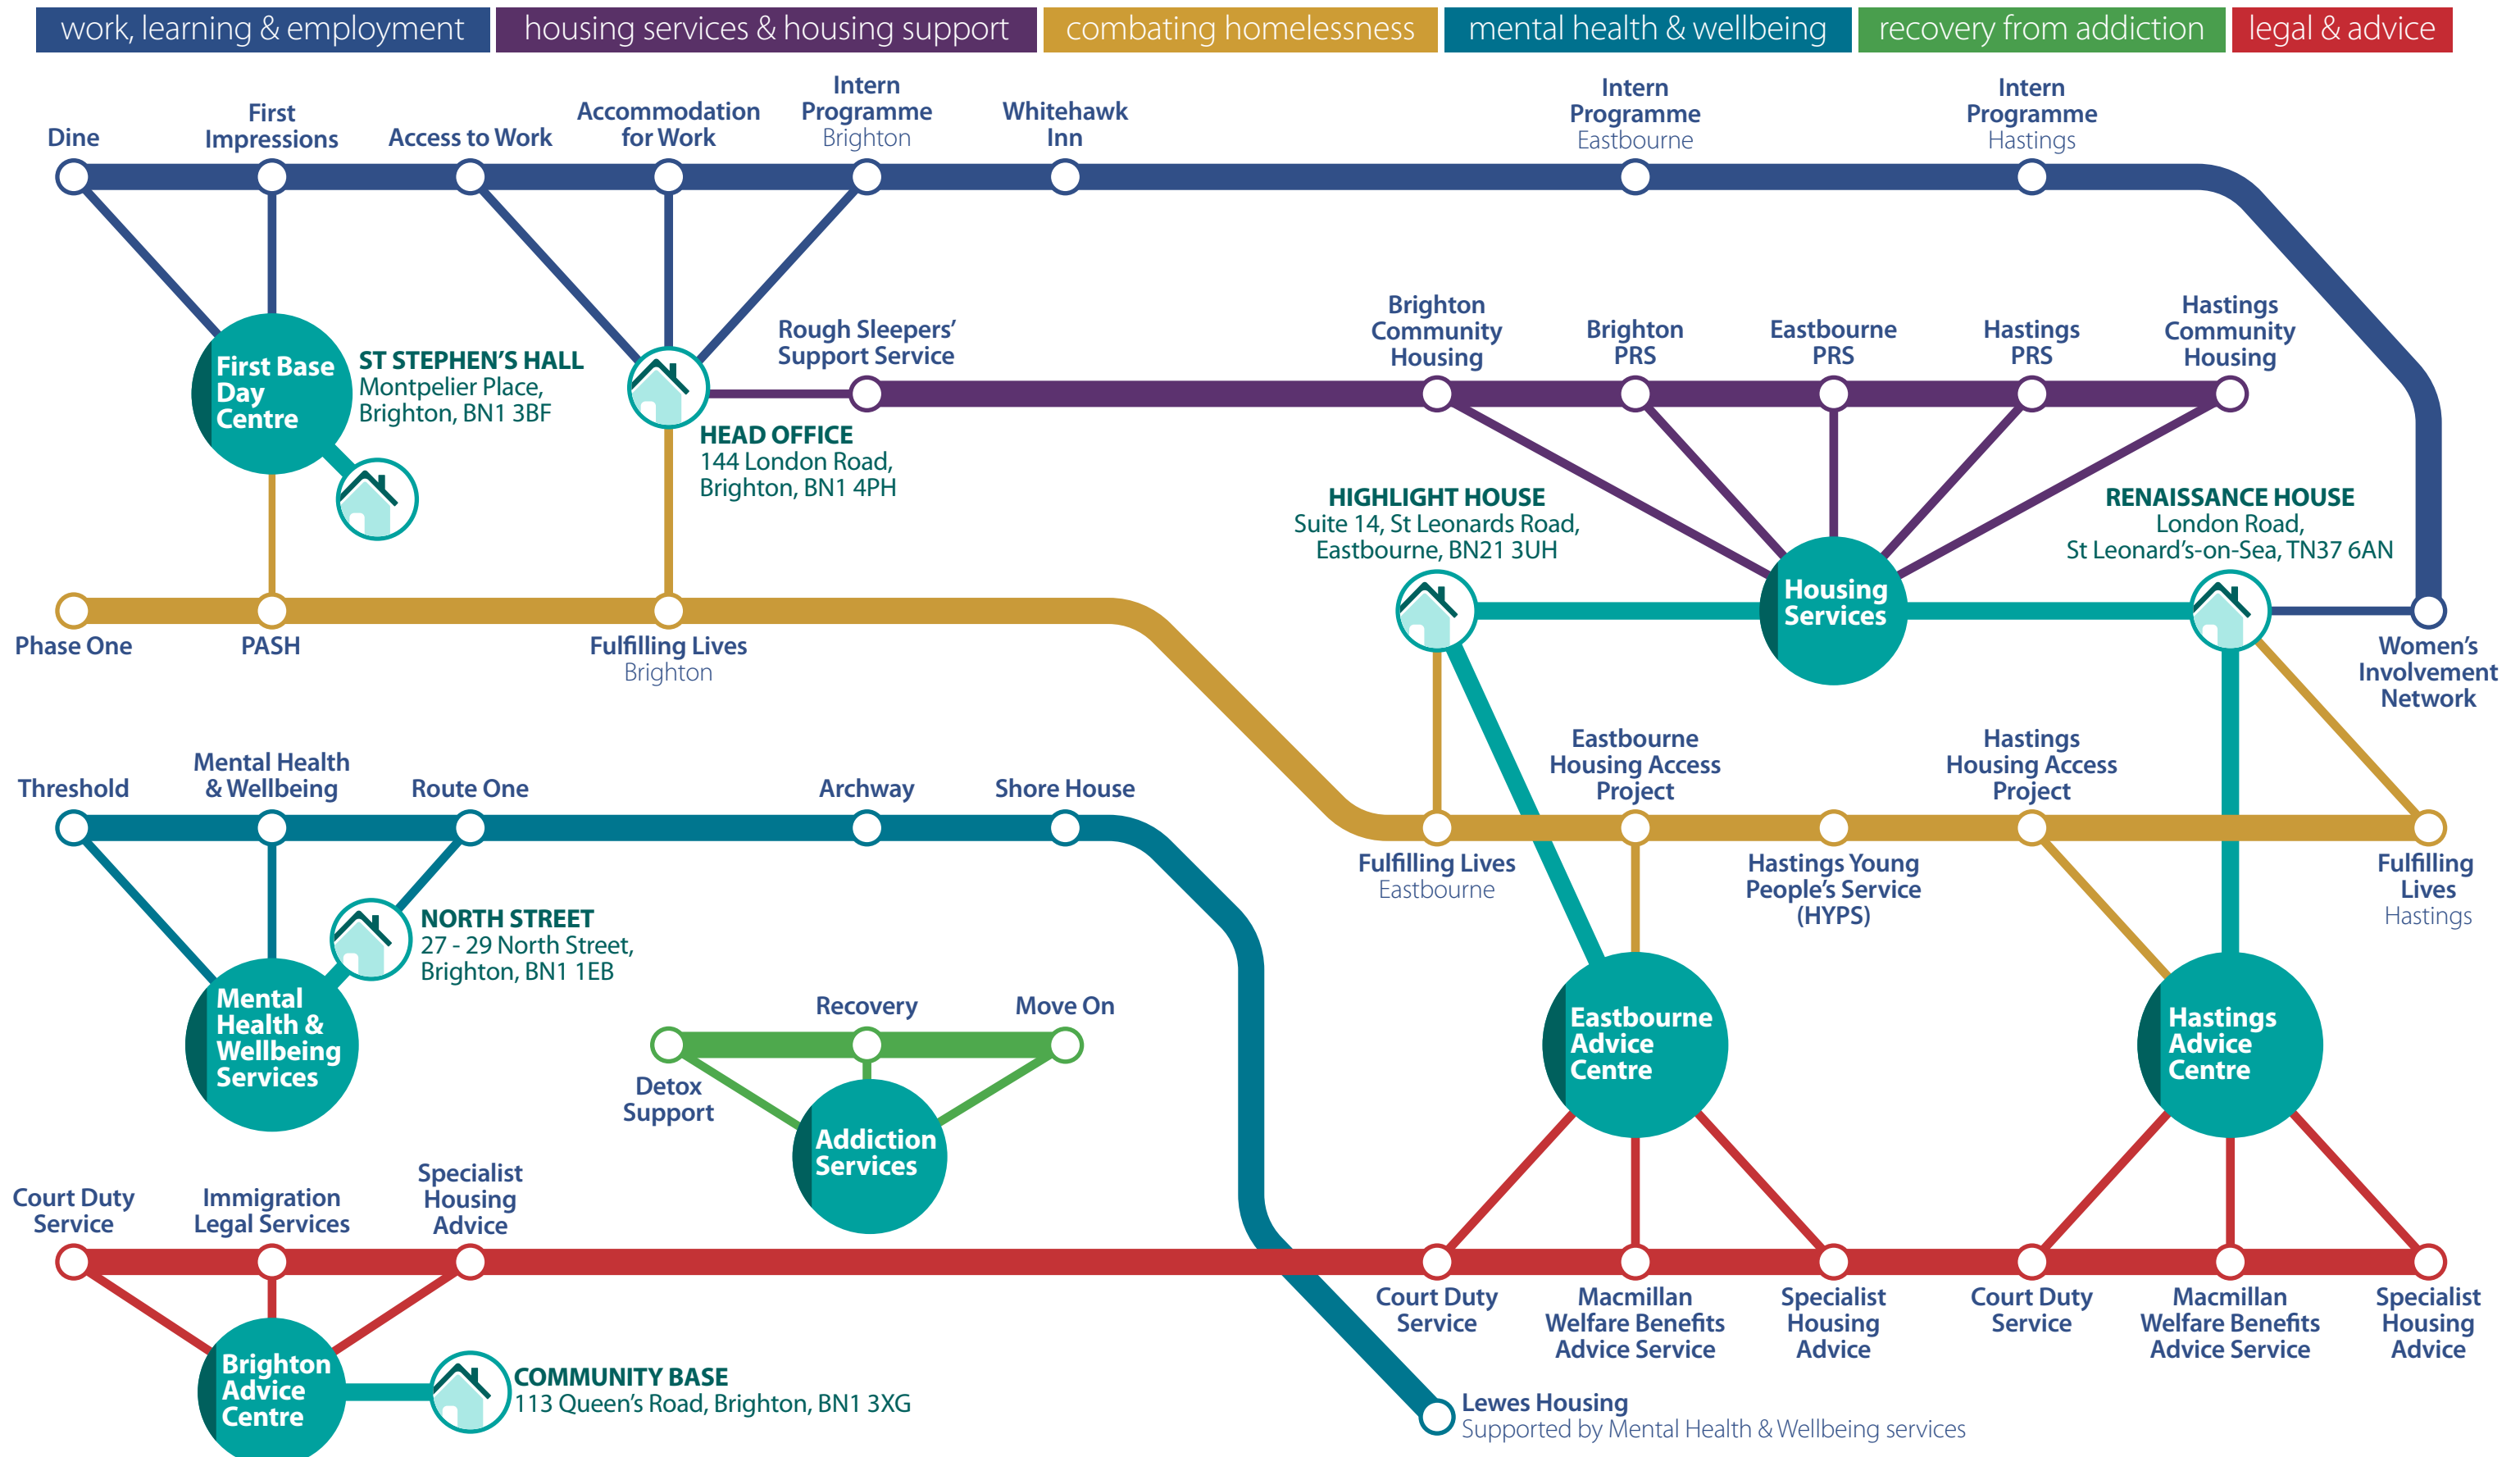 work, learning & employment
housing services & housing support
combating homelessness
mental health & wellbeing
recovery from addiction
legal & advice
Dine
First
Impressions
Access to Work
Accommodation
for Work
Intern
Programme
Brighton
Whitehawk
Inn
Intern
Programme
Eastbourne
Intern
Programme
Hastings
First Base
Day
Centre
ST STEPHEN'S HALL
Montpelier Place,
Brighton, BN1 3BF
Rough Sleepers'
Support Service
HEAD OFFICE
144 London Road,
Brighton, BN1 4PH
Brighton
Community
Housing
Brighton
PRS
Eastbourne
PRS
Hastings
PRS
Hastings
Community
Housing
HIGHLIGHT HOUSE
Suite 14, St Leonards Road,
Eastbourne, BN21 3UH
Housing
Services
RENAISSANCE HOUSE
London Road,
St Leonard's-on-Sea, TN37 6AN
Women's
Involvement
Network
Phase One
PASH
Fulfilling Lives
Brighton
Fulfilling Lives
Eastbourne
Eastbourne
Housing Access
Project
Hastings Young
People's Service
(HYPS)
Hastings
Housing Access
Project
Fulfilling
Lives
Hastings
Threshold
Mental Health
& Wellbeing
Route One
Archway
Shore House
NORTH STREET
27 - 29 North Street,
Brighton, BN1 1EB
Mental
Health &
Wellbeing
Services
Recovery
Move On
Detox
Support
Addiction
Services
Eastbourne
Advice
Centre
Hastings
Advice
Centre
Court Duty
Service
Immigration
Legal Services
Specialist
Housing
Advice
Court Duty
Service
Macmillan
Welfare Benefits
Advice Service
Specialist
Housing
Advice
Court Duty
Service
Macmillan
Welfare Benefits
Advice Service
Specialist
Housing
Advice
Brighton
Advice
Centre
COMMUNITY BASE
113 Queen's Road, Brighton, BN1 3XG
Lewes Housing
Supported by Mental Health & Wellbeing services